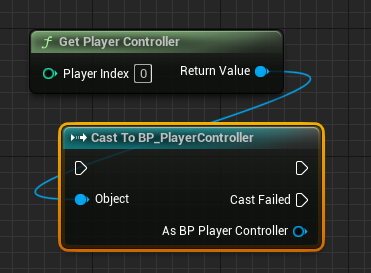 Get Player Controller
Player Index 0 Return Value
Cast To BP_PlayerController
Object
Cast Failed
As BP Player Controller